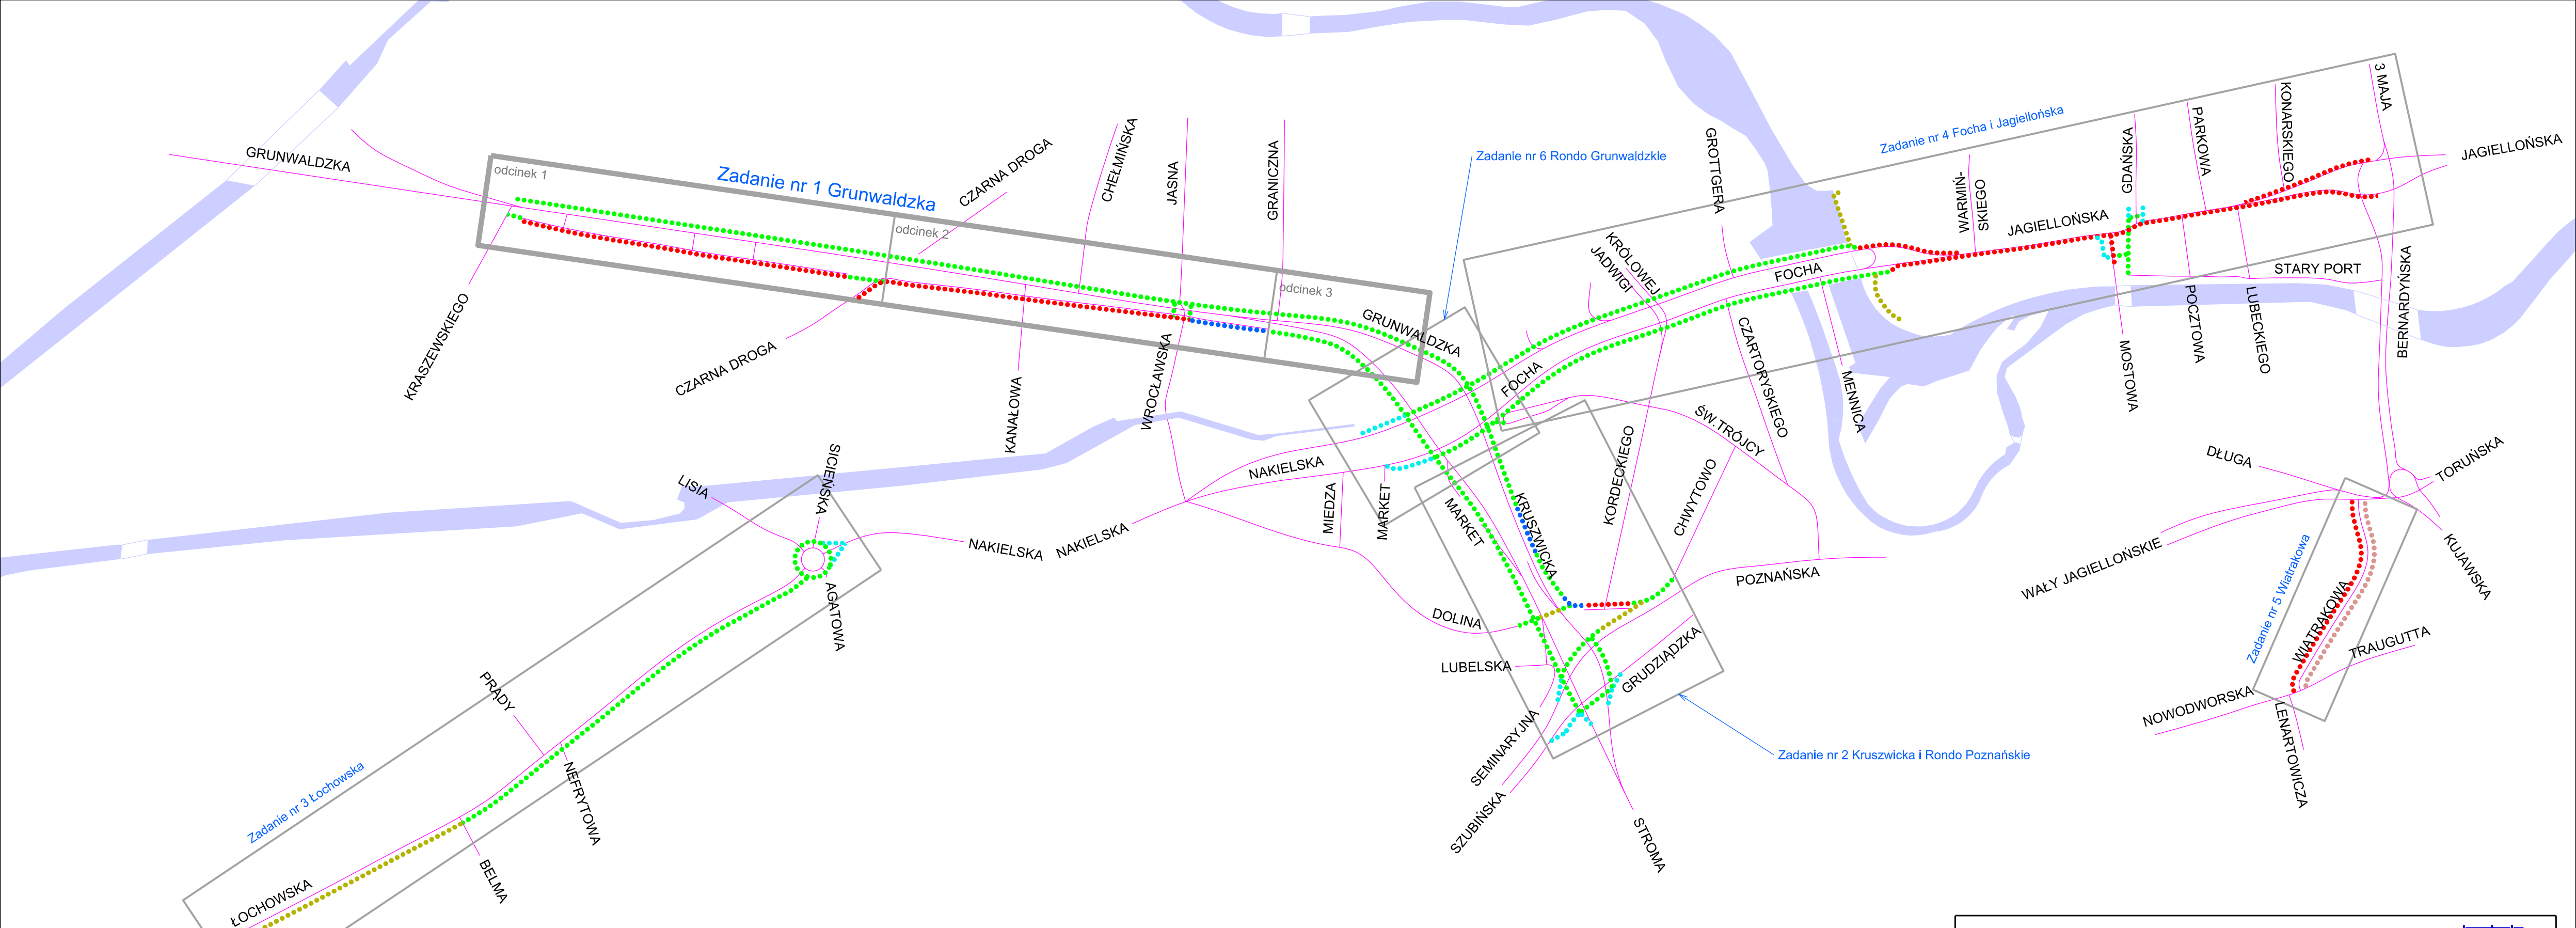 GRUNWALDZKA
odcinek 1
Zadanie nr 1 Grunwaldzka
odcinek 2
CZARNA DROGA
CHEŁMIŃSKA
JASNA
GRANICZNA
odcinek 3
GRUNWALDZKA
Zadanie nr 6 Rondo Grunwaldzkie
KRÓLOWEJ
JADWIGI
GROTTGERA
FOCHA
FOCHA
Zadanie nr 4 Focha i Jagiellońska
WARMIŃ-
SKIEGO
JAGIELLOŃSKA
GDAŃSKA
PARKOWA
KONARSKIEGO
3 MAJA
JAGIELLOŃSKA
STARY PORT
BERNARDYŃSKA
MOSTOWA
POCZTOWA
LUBECKIEGO
CZARTORYSKIEGO
MENNICA
KRASZEWSKIEGO
CZARNA DROGA
KANAŁOWA
WROCŁAWSKA
LISIA
SICIEŃSKA
NAKIELSKA
NAKIELSKA
NAKIELSKA
MIEDZA
MARKET
MARKET
KRUSZWICKA
KORDECKIEGO
CHWYTOWO
ŚW.TRÓJCY
POZNAŃSKA
DOLINA
LUBELSKA
GRUDZIĄDZKA
SEMINARYJNA
SZUBIŃSKA
STROMA
Zadanie nr 2 Kruszwicka i Rondo Poznańskie
AGATOWA
PRĄDY
NEFRYTOWA
BELMA
Zadanie nr 3 Łochowska
ŁOCHOWSKA
DŁUGA
TORUŃSKA
WAŁY JAGIELLOŃSKIE
KUJAWSKA
Zadanie nr 5 Wiatrakowa
WIATRAKOWA
TRAUGUTTA
NOWODWORSKA
LENARTOWICZA